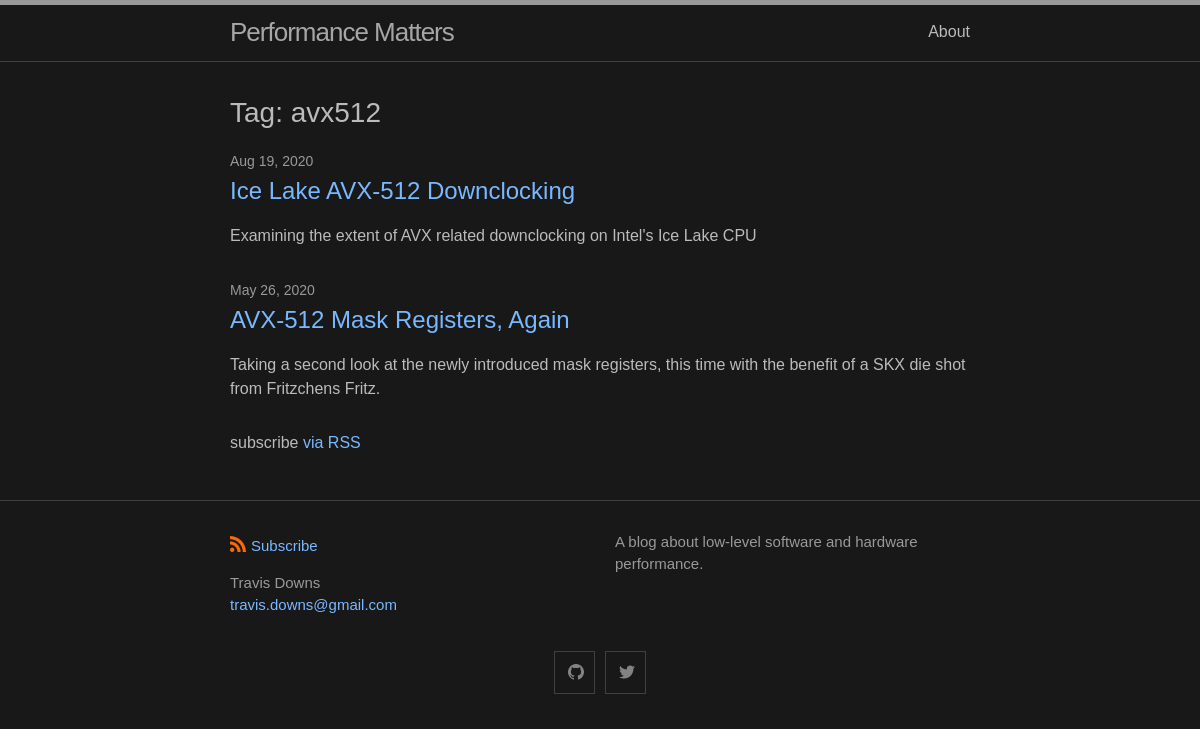 Performance Matters
About
Tag: avx512
Aug 19, 2020
Ice Lake AVX-512 Downclocking
Examining the extent of AVX related downclocking on Intel's Ice Lake CPU
May 26, 2020
AVX-512 Mask Registers, Again
Taking a second look at the newly introduced mask registers, this time with the benefit of a SKX die shot
from Fritzchens Fritz.
subscribe via RSS
Subscribe
Travis Downs
travis.downs@gmail.com
A blog about low-level software and hardware
performance.